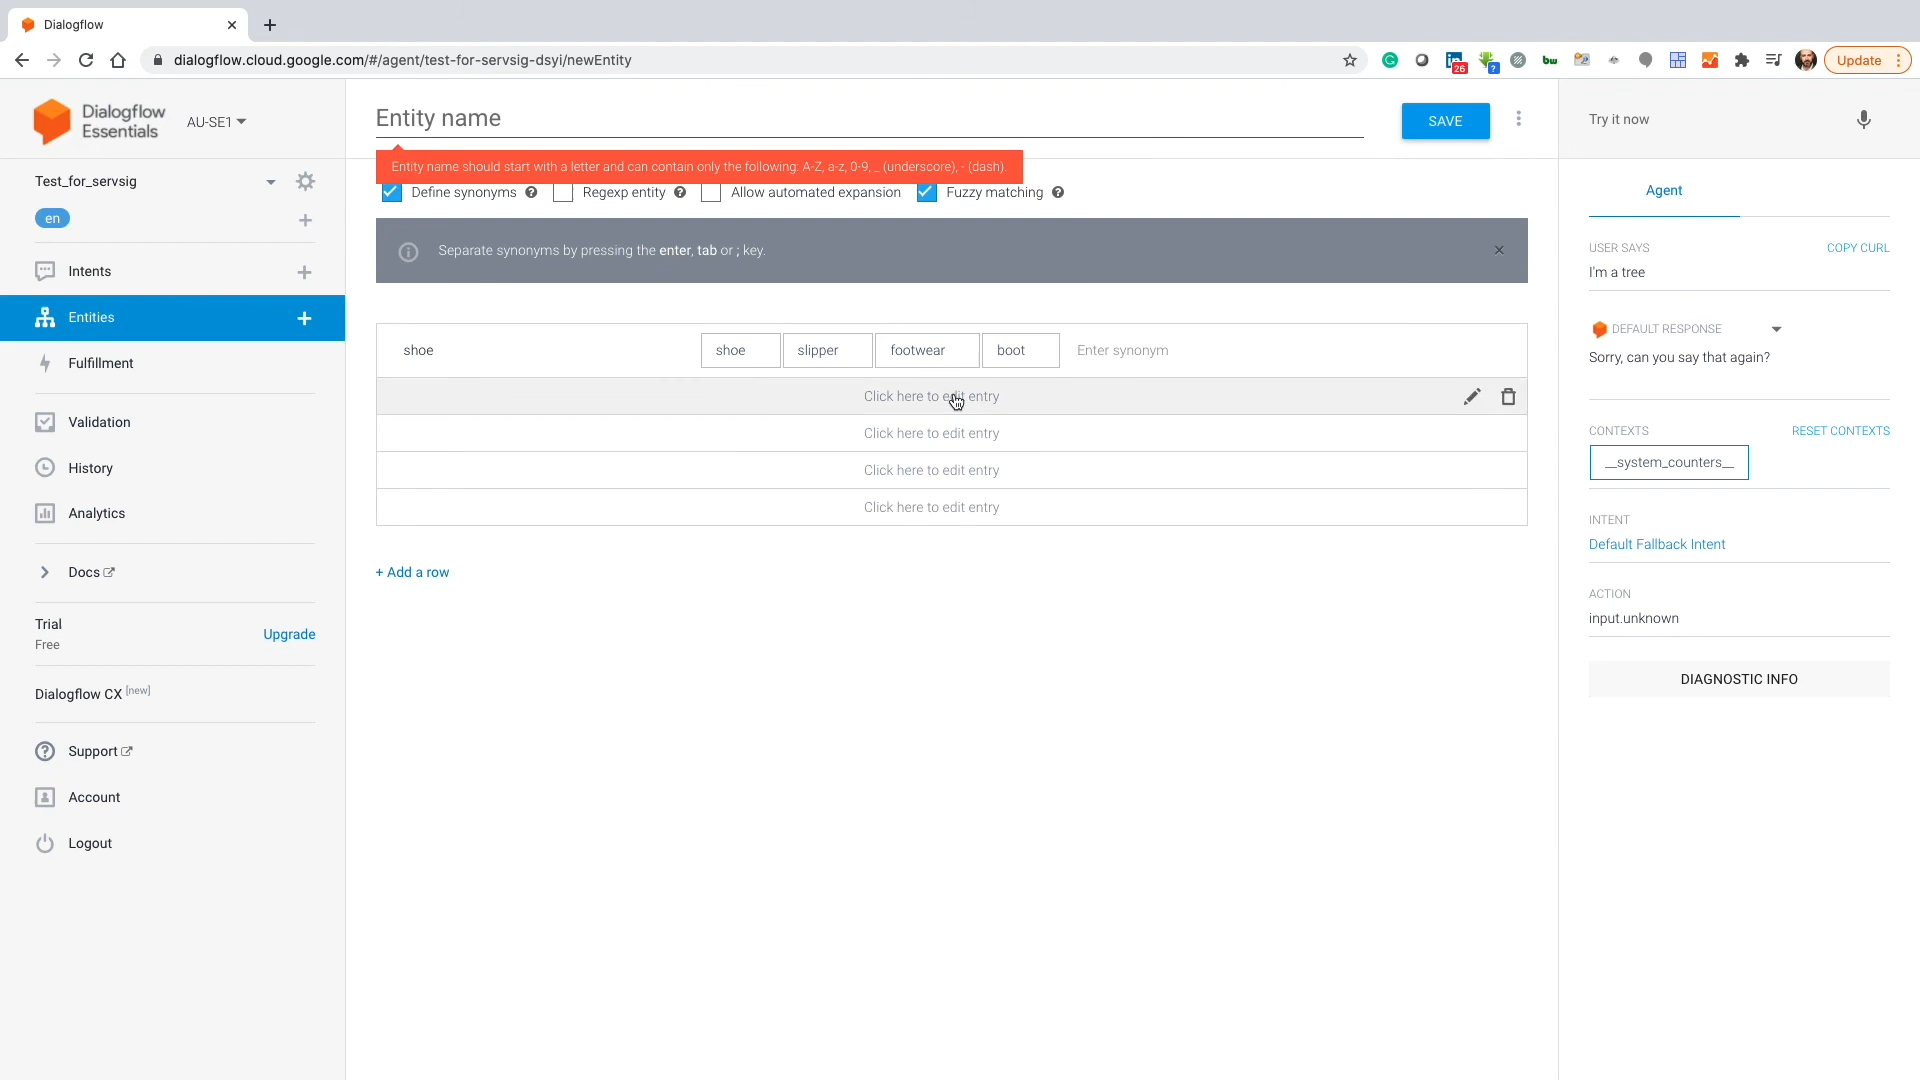 Dialogflow
dialogflow.cloud.google.com/#/agent/test-for-servsig-dsyi/newEntity
26
?
bw
Update
Dialogflow
Essentials
AU-SE1
Test_for_servsig
en
Intents
Entities
Fulfillment
Validation
History
Analytics
Docs
Trial
Free
Upgrade
Dialogflow CX [new]
Support
Account
Logout
Entity name
SAVE
Entity name should start with a letter and can contain only the following: A-Z, a-z, 0-9, _ (underscore), - (dash).
Define synonyms ? Regexp entity ? Allow automated expansion Fuzzy matching ?
Separate synonyms by pressing the enter, tab or ; key.
shoe shoe slipper footwear boot Enter synonym
Click here to edit entry
Click here to edit entry
Click here to edit entry
Click here to edit entry
+ Add a row
Try it now
Agent
USER SAYS COPY CURL
I'm a tree
DEFAULT RESPONSE
Sorry, can you say that again?
CONTEXTS RESET CONTEXTS
__system_counters__
INTENT
Default Fallback Intent
ACTION
input.unknown
DIAGNOSTIC INFO